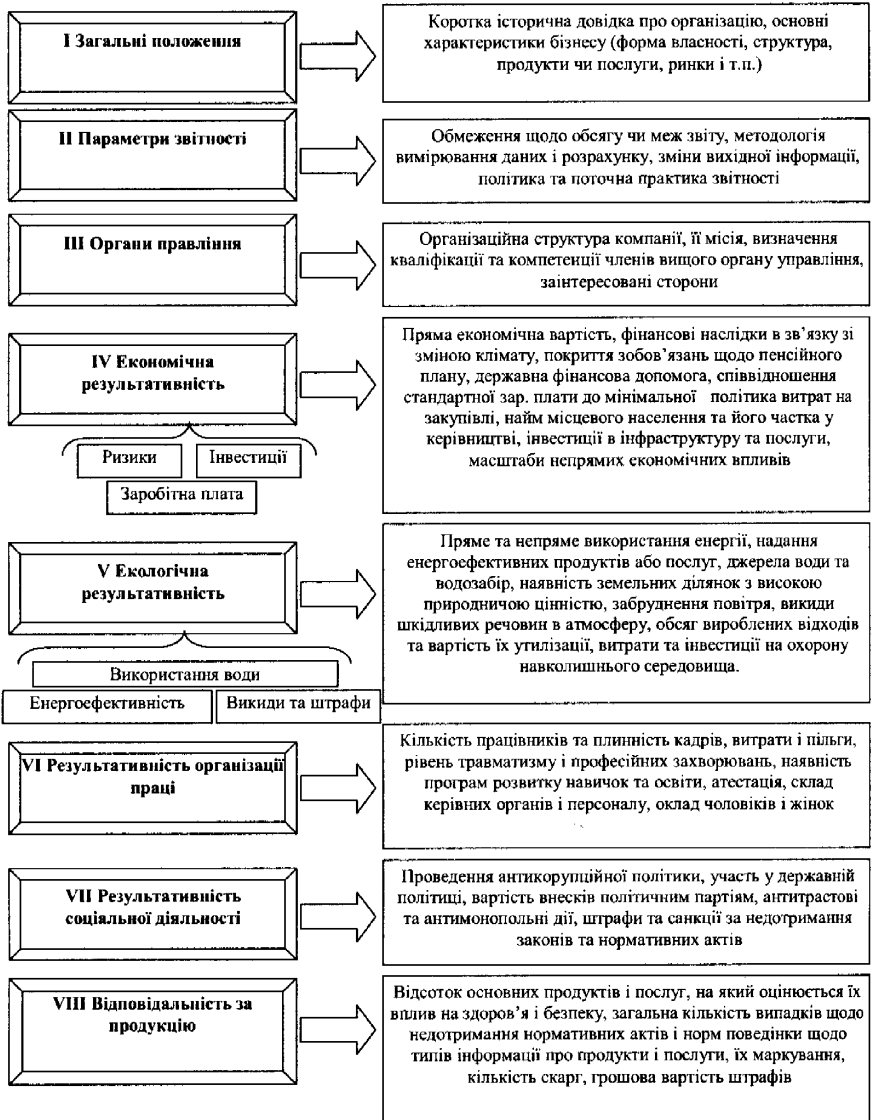 I Загальні положення
Коротка історична довідка про організацію, основні
характеристики бізнесу (форма власності, структура,
продукти чи послуги, ринки і т.п.)
II Параметри звітності
Обмеження щодо обсягу чи меж звіту, методологія
вимірювання даних і розрахунку, зміни вихідної інформації,
політика та поточна практика звітності
III Органи правління
Організаційна структура компанії, її місія, визначення
кваліфікації та компетенції членів вищого органу управління,
заінтересовані сторони
IV Економічна
результативність
Ризики
Інвестиції
Заробітна плата
Пряма економічна вартість, фінансові наслідки в зв’язку зі
зміною клімату, покриття зобов’язань щодо пенсійного
плану, державна фінансова допомога, співвідношення
стандартної зар. плати до мінімальної політика витрат на
закупівлі, найм місцевого населення та його частка у
керівництві, інвестиції в інфраструктуру та послуги,
масштаби непрямих економічних впливів
V Екологічна
результативність
Використання води
Енергоефективність
Викиди та штрафи
Пряме та непряме використання енергії, надання
енергоефективних продуктів або послуг, джерела води та
водозабір, наявність земельних ділянок з високою
природничою цінністю, забруднення повітря, викиди
шкідливих речовин в атмосферу, обсяг вироблених відходів
та вартість їх утилізації, витрати та інвестиції на охорону
навколишнього середовища.
VI Результативність організації
праці
Кількість працівників та плинність кадрів, витрати і пільги,
рівень травматизму і професійних захворювань, наявність
програм розвитку навичок та освіти, атестація, склад
керівних органів і персоналу, оклад чоловіків і жінок
VII Результативність
соціальної діяльності
Проведення антикорупційної політики, участь у державній
політиці, вартість внесків політичним партіям, антитрастові
та антимонопольні дії, штрафи та санкції за недотримання
законів та нормативних актів
VIII Відповідальність за
продукцію
Відсоток основних продуктів і послуг, на який оцінюється їх
вплив на здоров’я і безпеку, загальна кількість випадків щодо
недотримання нормативних актів і норм поведінки щодо
типів інформації про продукти і послуги, їх маркування,
кількість скарг, грошова вартість штрафів